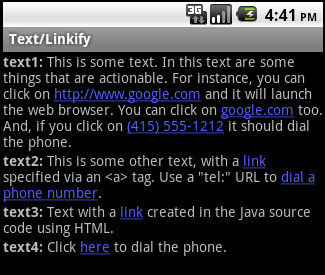 3G 4:41 PM
Text/Linkify
text1: This is some text. In this text are some
things that are actionable. For instance, you can
click on http://www.google.com and it will launch
the web browser. You can click on google.com too.
And, if you click on (415) 555-1212 it should dial
the phone.
text2: This is some other text, with a link
specified via an <a> tag. Use a "tel:" URL to dial a
phone number.
text3: Text with a link created in the Java source
code using HTML.
text4: Click here to dial the phone.